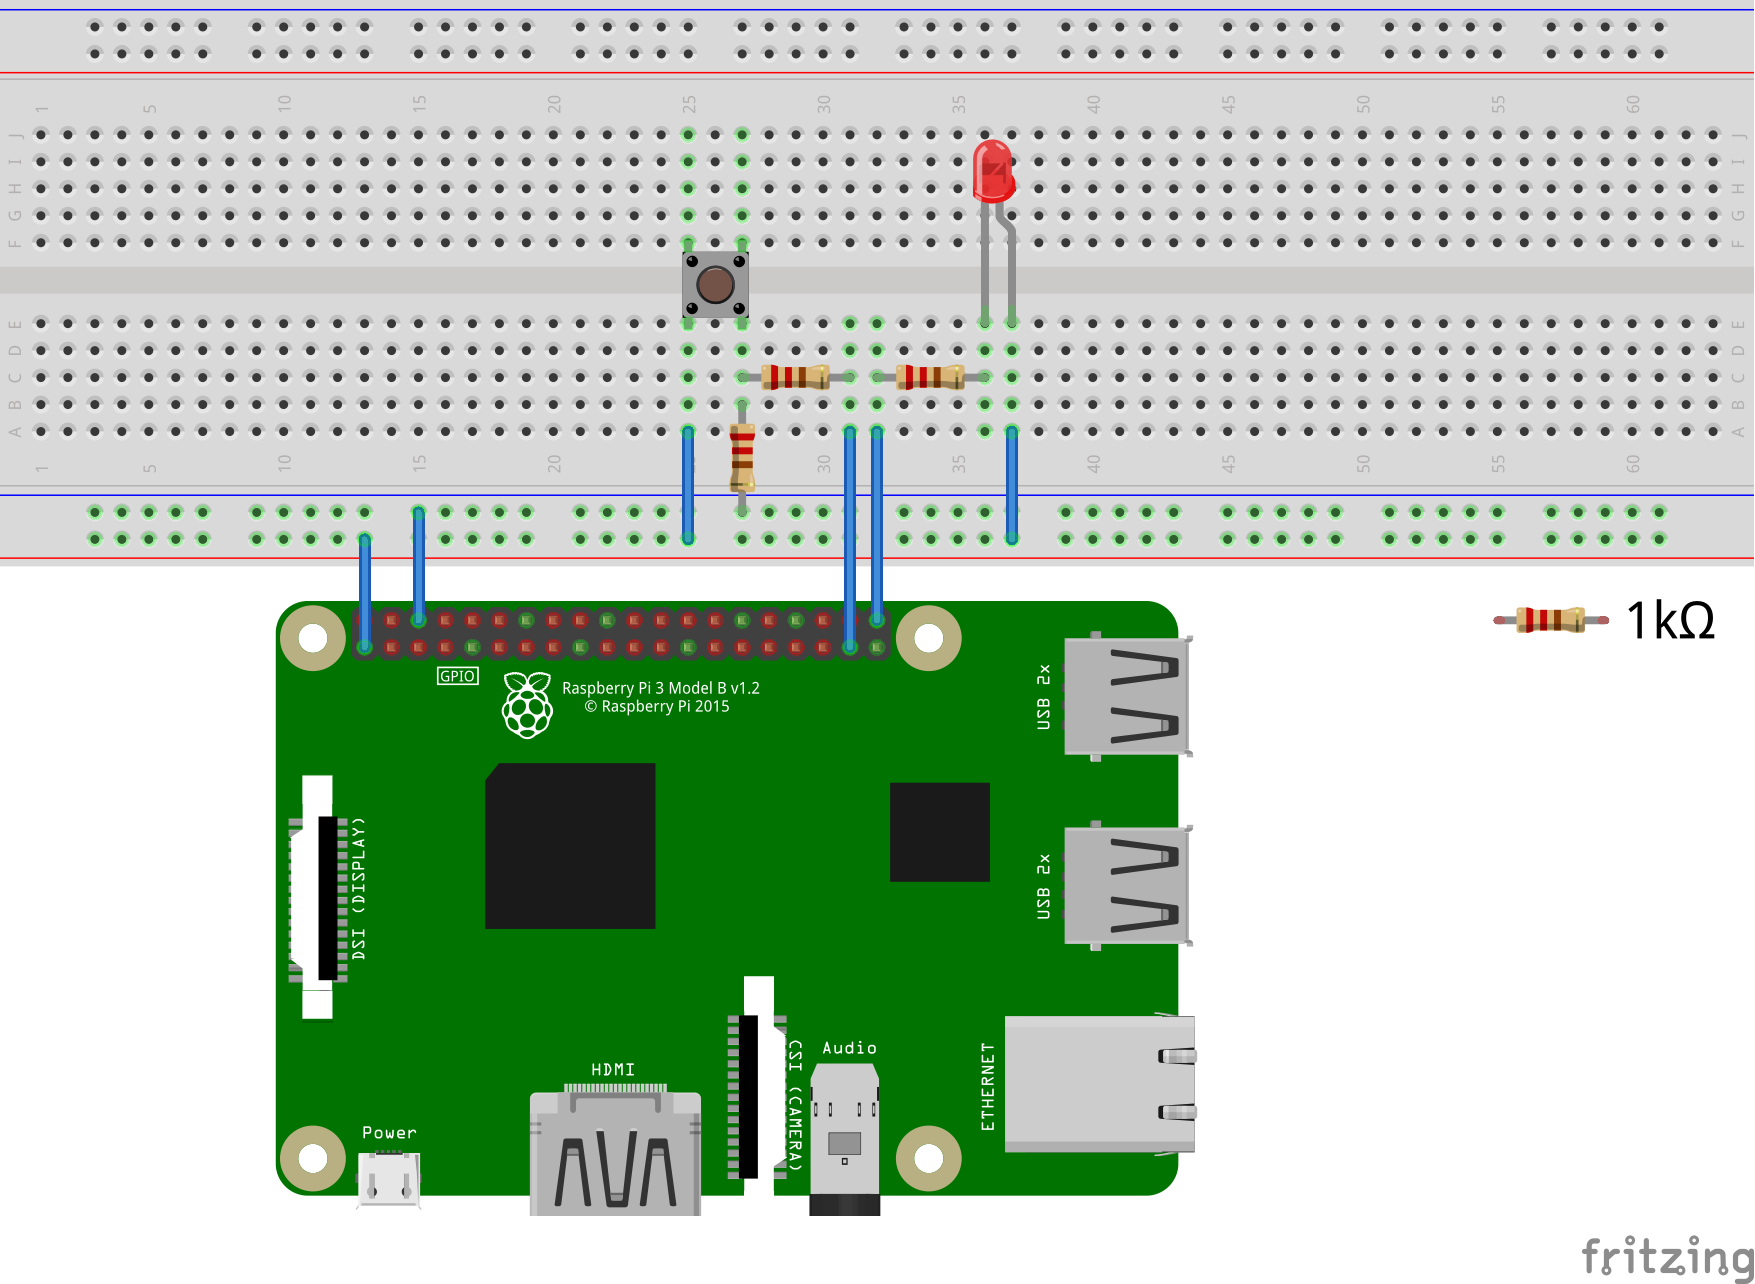 1 5 10 15 20 25 30 35 40 45 50 55 60
J J
I I
H H
G G
F F
E E
D D
C C
B B
A A
1 5 10 15 20 30 35 40 45 50 55 60
1kΩ
GPIO
Raspberry Pi 3 Model B v1.2
© Raspberry Pi 2015
USB 2x
DSI (DISPLAY)
USB 2x
HDMI
CSI (CAMERA)
Audio
ETHERNET
Power
fritzing